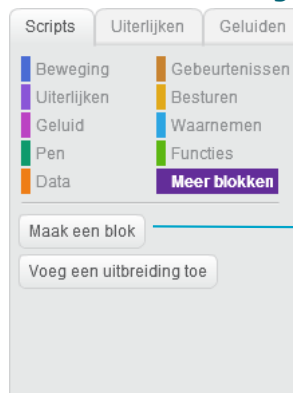 Scripts Uiterlijken Geluiden
Beweging Gebeurtenissen
Uiterlijken Besturen
Geluid Waarnemen
Pen Functies
Data Meer blokken
Maak een blok
Voeg een uitbreiding toe